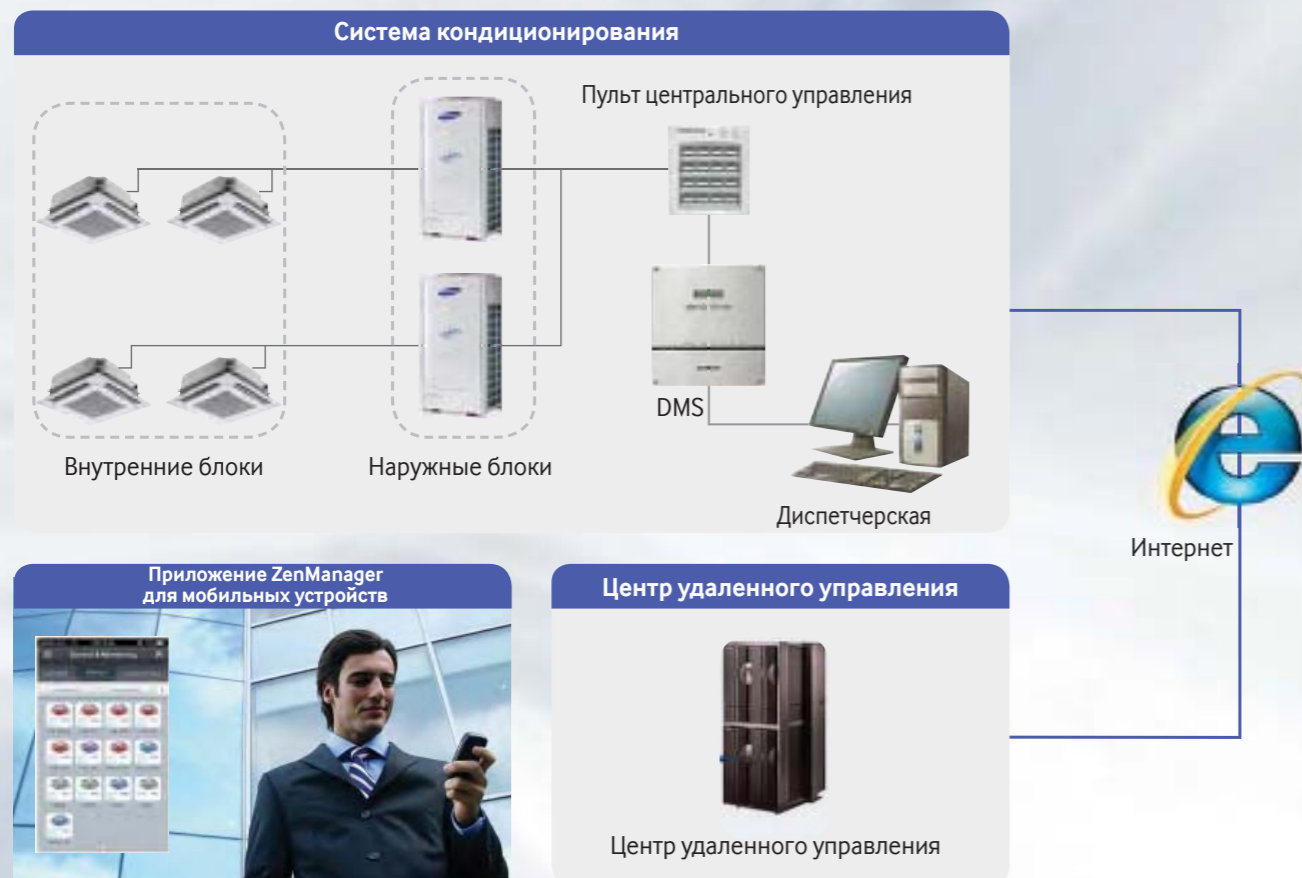 Система кондиционирования
Пульт центрального управления
DMS
Внутренние блоки
Наружные блоки
Диспетчерская
Интернет
Приложение ZenManager
для мобильных устройств
Центр удаленного управления
Центр удаленного управления